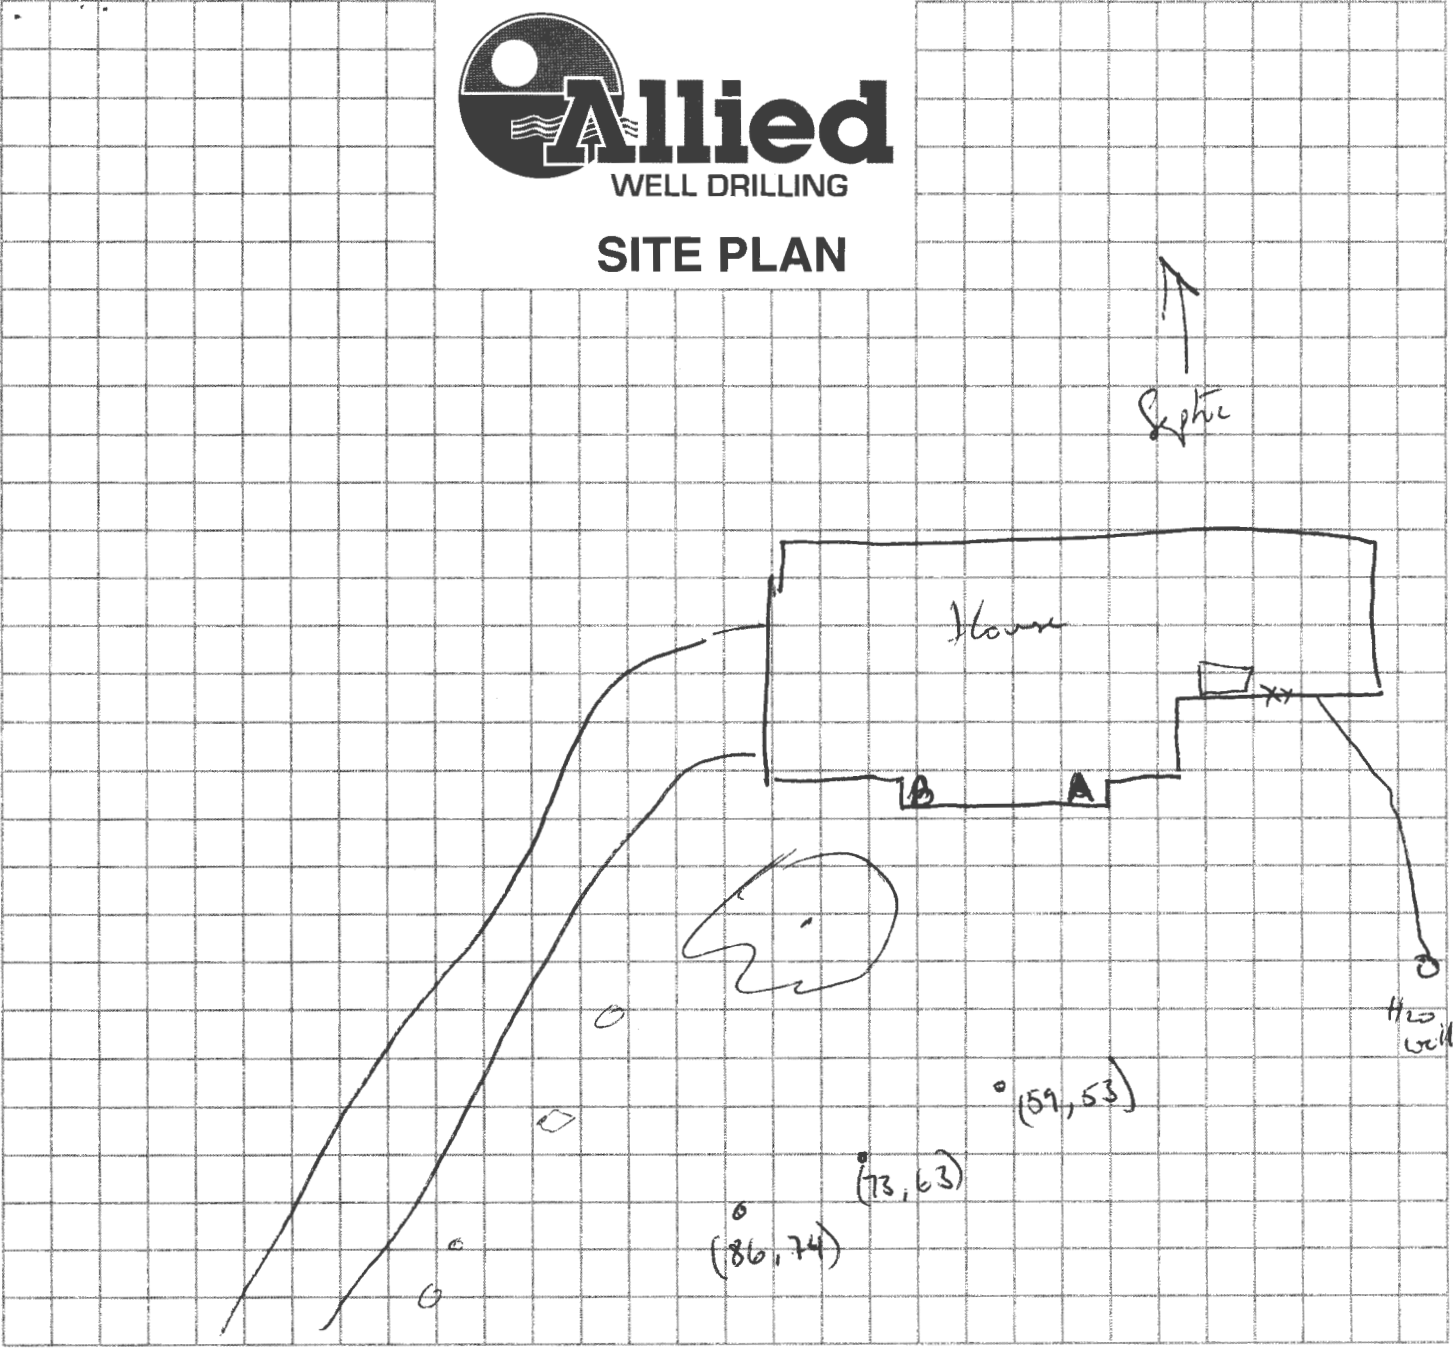 Allied
WELL DRILLING
SITE PLAN
Septic
House
XX
B
A
H2O
well
(59,53)
(73,63)
(86,74)